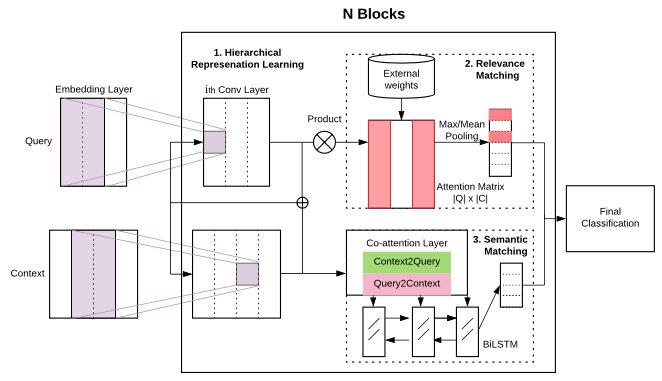 N Blocks
1. Hierarchical
Represenation Learning
External
weights
2. Relevance
Matching
Embedding Layer
ith Conv Layer
Query
Product
Max/Mean
Pooling
Attention Matrix
|Q| x |C|
Final
Classification
Context
Co-attention Layer
Context2Query
Query2Context
3. Semantic
Matching
BiLSTM